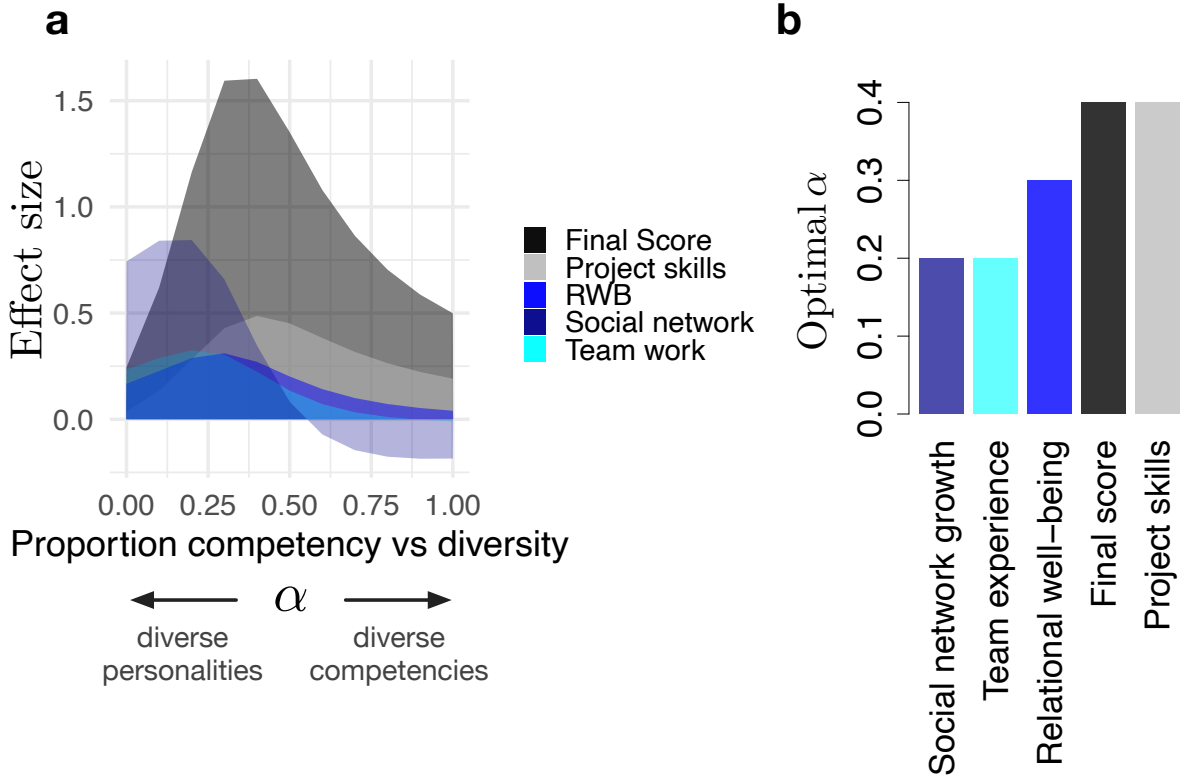 a
Effect size
1.5
1.0
0.5
0.0
0.00 0.25 0.50 0.75 1.00
Proportion competency vs diversity
α
diverse personalities
diverse competencies
Final Score
Project skills
RWB
Social network
Team work
b
Optimal α
0.4
0.3
0.2
0.1
0.0
Social network growth
Team experience
Relational well–being
Final score
Project skills